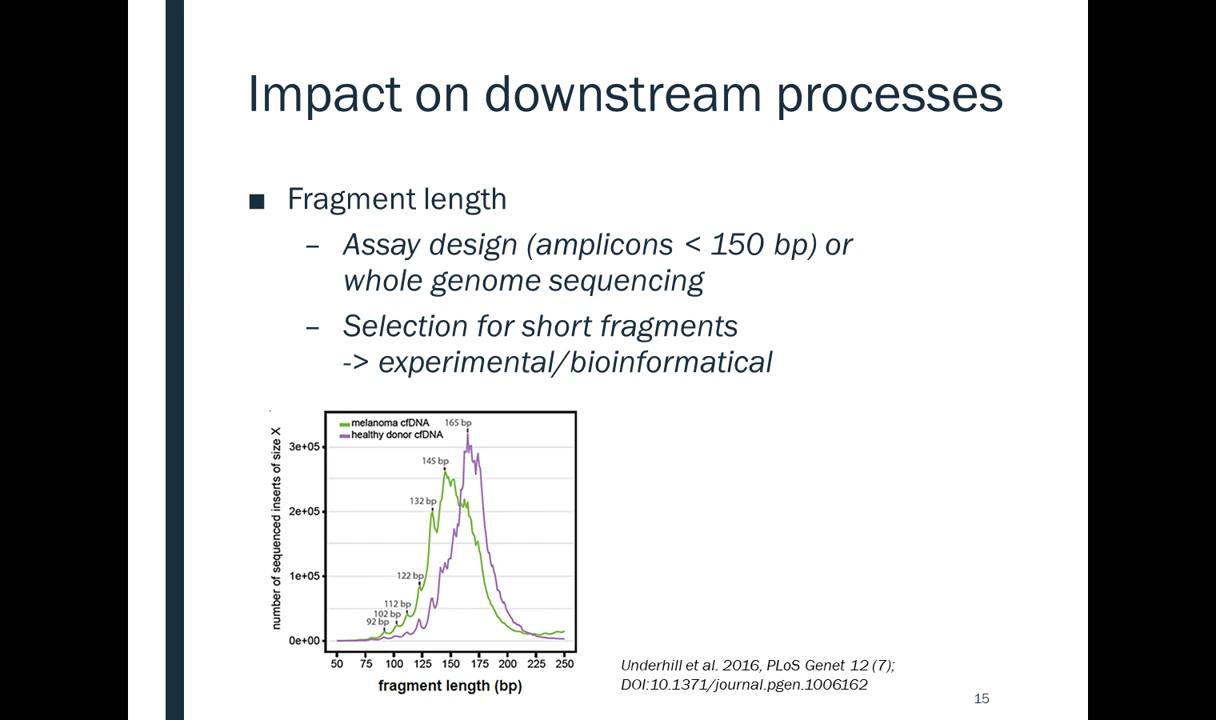 Impact on downstream processes
■ Fragment length
– Assay design (amplicons < 150 bp) or
whole genome sequencing
– Selection for short fragments
-> experimental/bioinformatical
melanoma cfDNA
healthy donor cfDNA
165 bp
145 bp
132 bp
122 bp
112 bp
102 bp
92 bp
number of sequenced inserts of size X
3e+05
2e+05
1e+05
0e+00
50 75 100 125 150 175 200 225 250
fragment length (bp)
Underhill et al. 2016, PLoS Genet 12 (7);
DOI:10.1371/journal.pgen.1006162
15